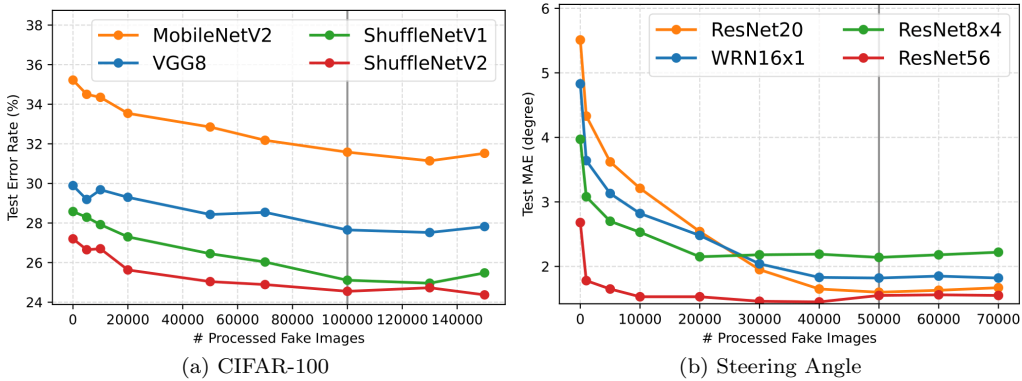 38
36
34
32
30
28
26
24
Test Error Rate (%)
MobileNetV2
VGG8
ShuffleNetV1
ShuffleNetV2
0 20000 40000 60000 80000 100000 120000 140000
# Processed Fake Images
(a) CIFAR-100
6
5
4
3
2
Test MAE (degree)
ResNet20
WRN16x1
ResNet8x4
ResNet56
0 10000 20000 30000 40000 50000 60000 70000
# Processed Fake Images
(b) Steering Angle